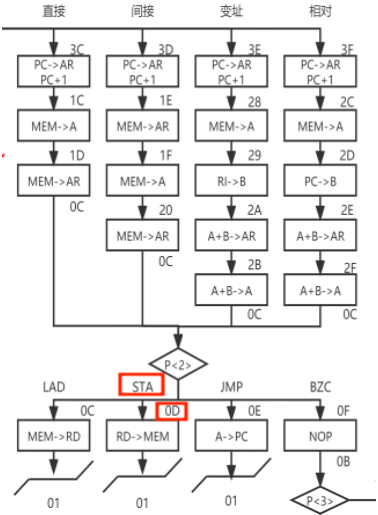 直接 间接 变址 相对
3C 3D 3E 3F
PC->AR PC->AR PC->AR PC->AR
PC+1 PC+1 PC+1 PC+1
1C 1E 28 2C
MEM->A MEM->AR MEM->A MEM->A
1D 1F 29 2D
MEM->AR MEM->A RI->B PC->B
0C 20 2A 2E
MEM->AR A+B->AR A+B->AR
0C 2B 2F
A+B->A A+B->A
0C 0C
P<2>
LAD STA JMP BZC
0C 0D 0E 0F
MEM->RD RD->MEM A->PC NOP
0B
01 01 01 P<3>